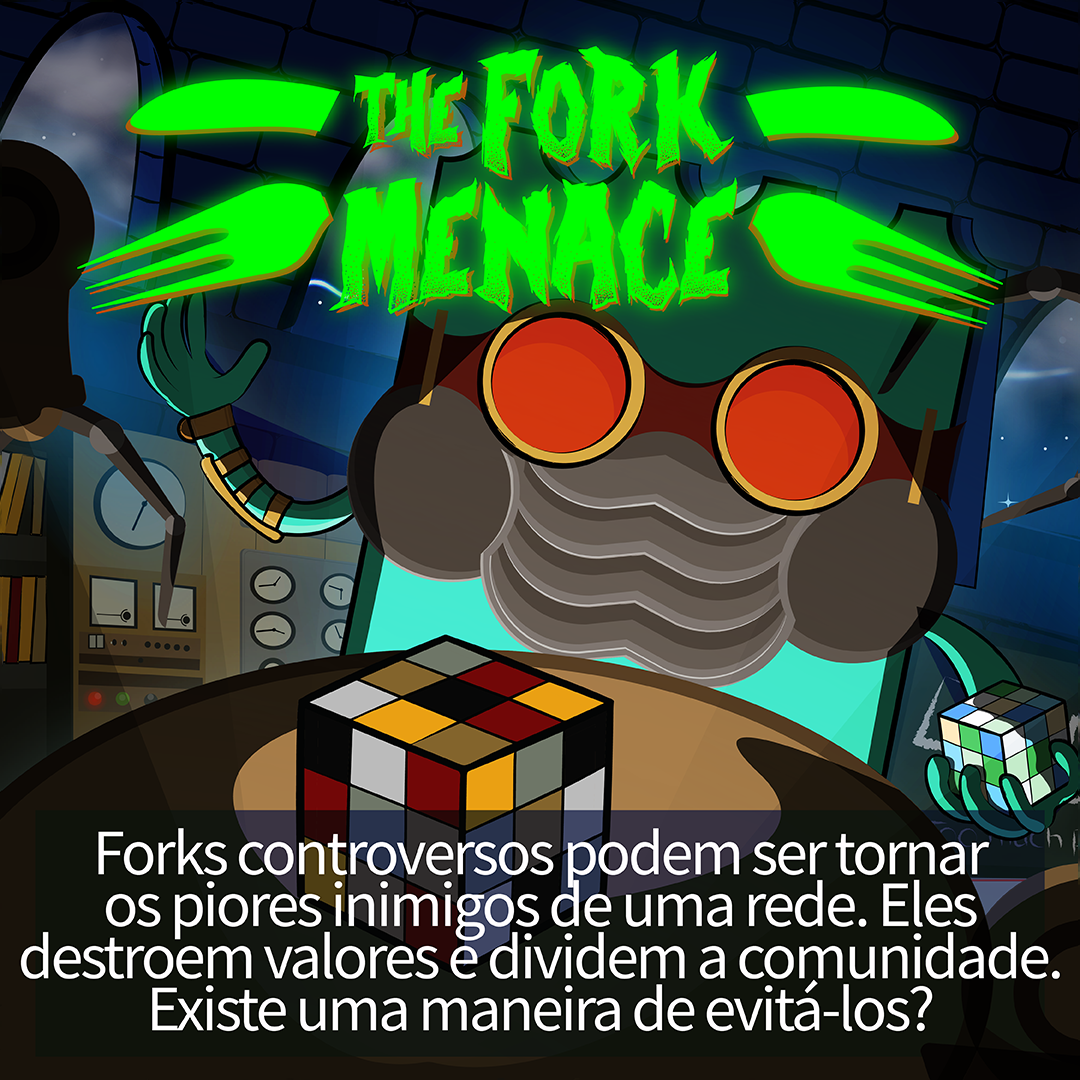 THE FORK
MENACE
Forks controversos podem ser tornar
os piores inimigos de uma rede. Eles
destroem valores e dividem a comunidade.
Existe uma maneira de evitá-los?